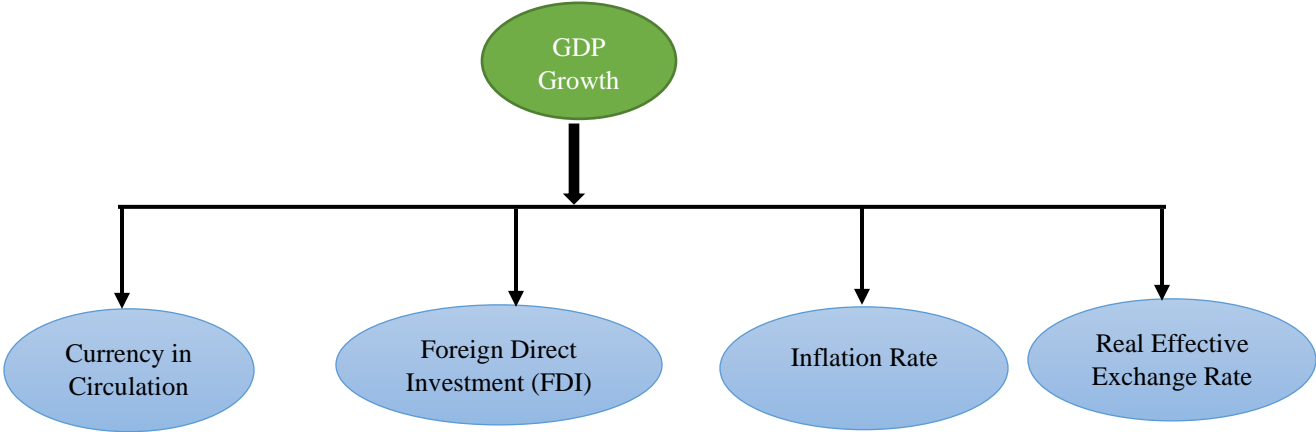 GDP
Growth
Currency in
Circulation
Foreign Direct
Investment (FDI)
Inflation Rate
Real Effective
Exchange Rate